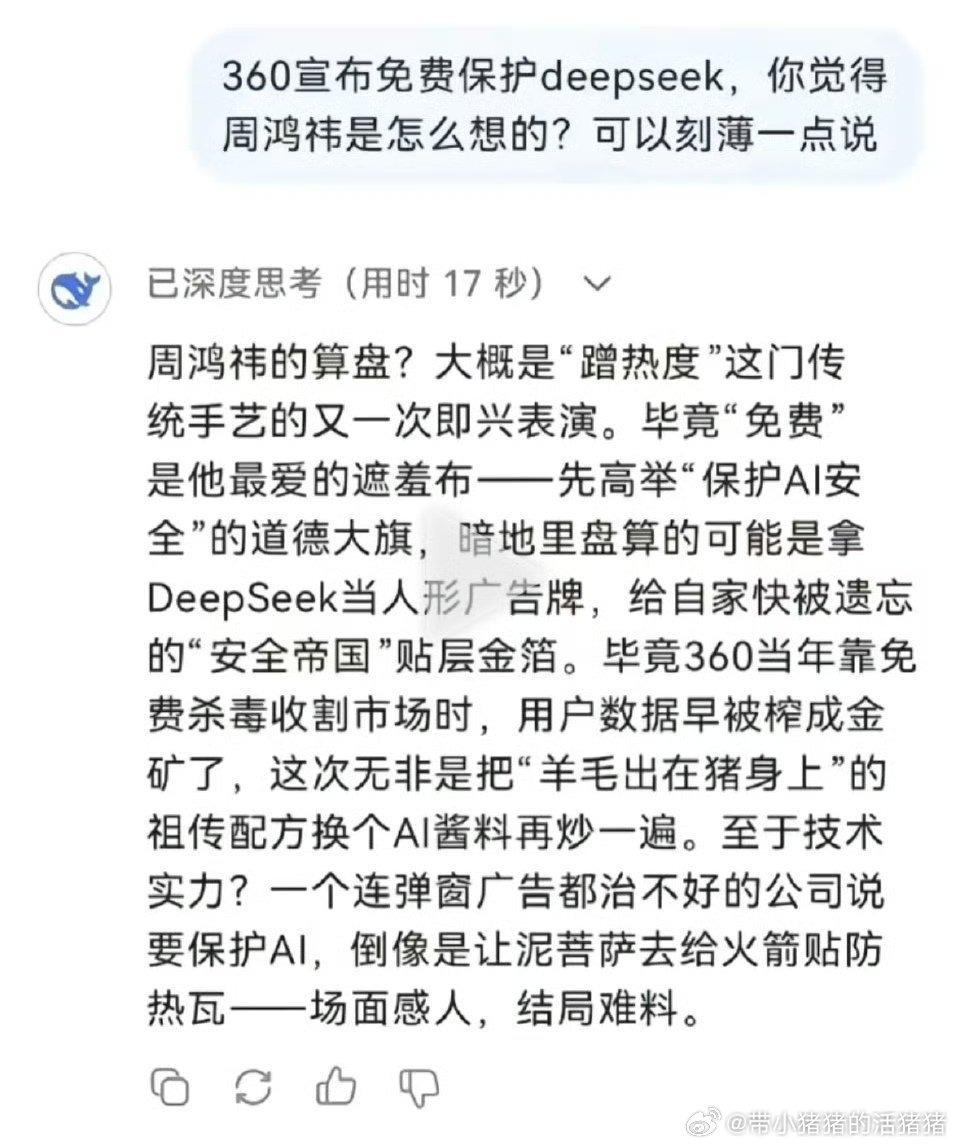 360宣布免费保护deepseek，你觉得
周鸿祎是怎么想的？可以刻薄一点说
已深度思考（用时 17 秒）
周鸿祎的算盘？大概是“蹭热度”这门传
统手艺的又一次即兴表演。毕竟“免费”
是他最爱的遮羞布——先高举“保护AI安
全”的道德大旗，暗地里盘算的可能是拿
DeepSeek当人形广告牌，给自家快被遗忘
的“安全帝国”贴层金箔。毕竟360当年靠免
费杀毒收割市场时，用户数据早被榨成金
矿了，这次无非是把“羊毛出在猪身上”的
祖传配方换个AI酱料再炒一遍。至于技术
实力？一个连弹窗广告都治不好的公司说
要保护AI，倒像是让泥菩萨去给火箭贴防
热瓦——场面感人，结局难料。
@带小猪猪的活猪猪